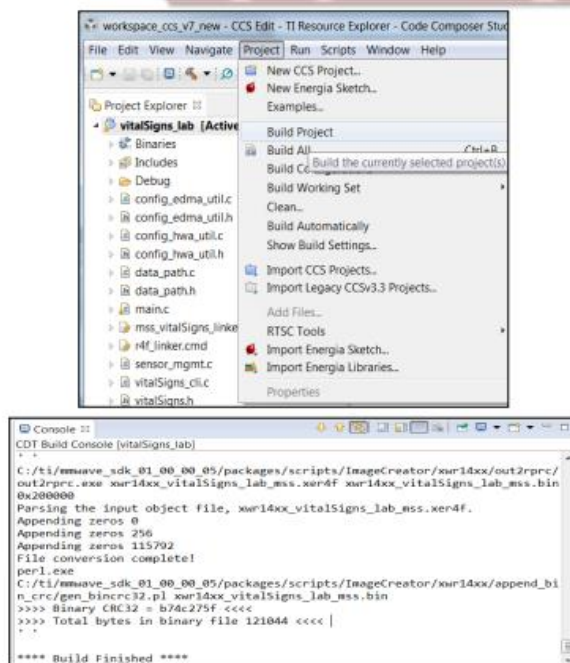 workspace_ccs_v7_new - CCS Edit - TI Resource Explorer - Code Composer Stu
File Edit View Navigate Project Run Scripts Window Help
New CCS Project...
New Energia Sketch...
Examples...
Build Project
Build All
Build the currently selected project(s)
Build Working Set
Clean...
Build Automatically
Show Build Settings...
Import CCS Projects...
Import Legacy CCSv3.3 Projects...
Add Files...
RTSC Tools
Import Energia Sketch...
Import Energia Libraries...
Properties
Project Explorer
vitalSigns_lab [Active
Binaries
Includes
Debug
config_edma_util.c
config_edma_util.h
config_hwa_util.c
config_hwa_util.h
data_path.c
data_path.h
main.c
mss_vitalSigns_linke
r4f_linker.cmd
sensor_mgmt.c
vitalSigns_cli.c
vitalSigns.h
Console
CDT Build Console [vitalSigns_lab]
C:/ti/mmwave_sdk_01_00_00_05/packages/scripts/ImageCreator/xwr14xx/out2rprc/
out2rprc.exe xwr14xx_vitalSigns_lab_mss.xer4f xwr14xx_vitalSigns_lab_mss.bin
0x200000
Parsing the input object file, xwr14xx_vitalSigns_lab_mss.xer4f.
Appending zeros 0
Appending zeros 256
Appending zeros 115792
File conversion complete!
perl.exe
C:/ti/mmwave_sdk_01_00_00_05/packages/scripts/ImageCreator/xwr14xx/append_bi
n_crc/gen_bincrc32.pl xwr14xx_vitalSigns_lab_mss.bin
>>>> Binary CRC32 = b74c275f <<<<
>>>> Total bytes in binary file 121044 <<<<
**** Build Finished ****